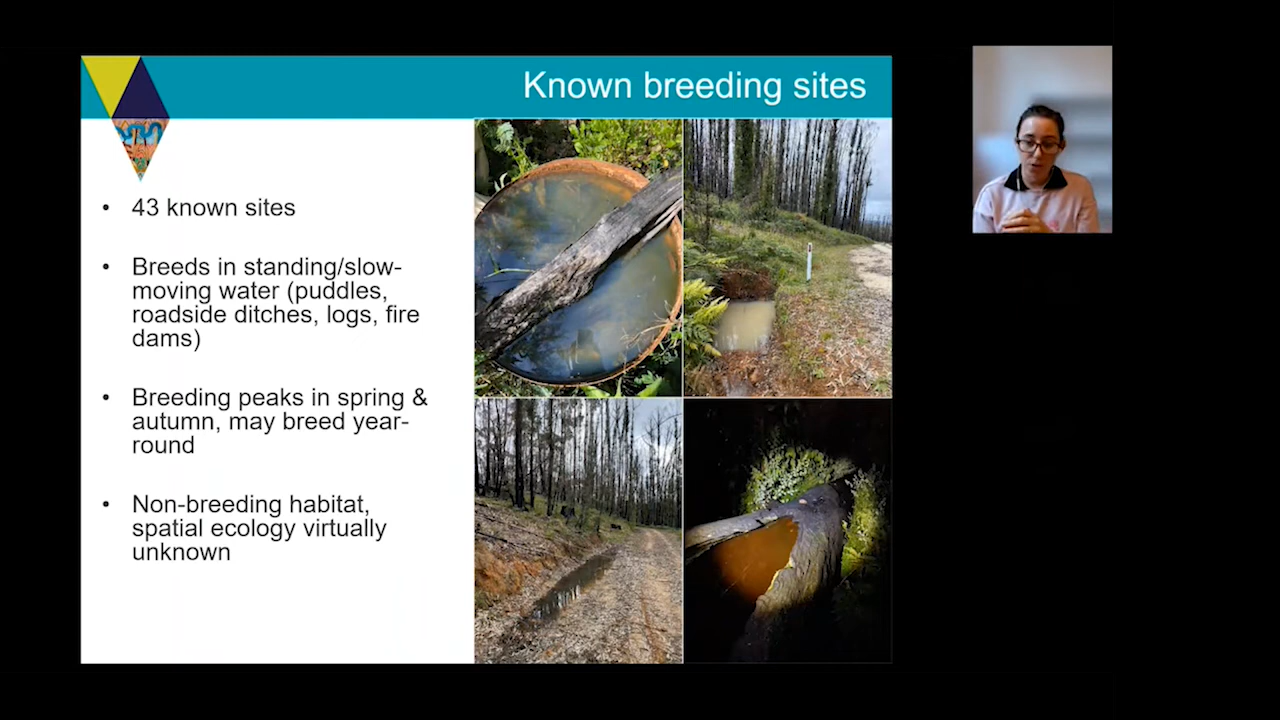 Known breeding sites
• 43 known sites
• Breeds in standing/slow-
moving water (puddles,
roadside ditches, logs, fire
dams)
• Breeding peaks in spring &
autumn, may breed year-
round
• Non-breeding habitat,
spatial ecology virtually
unknown